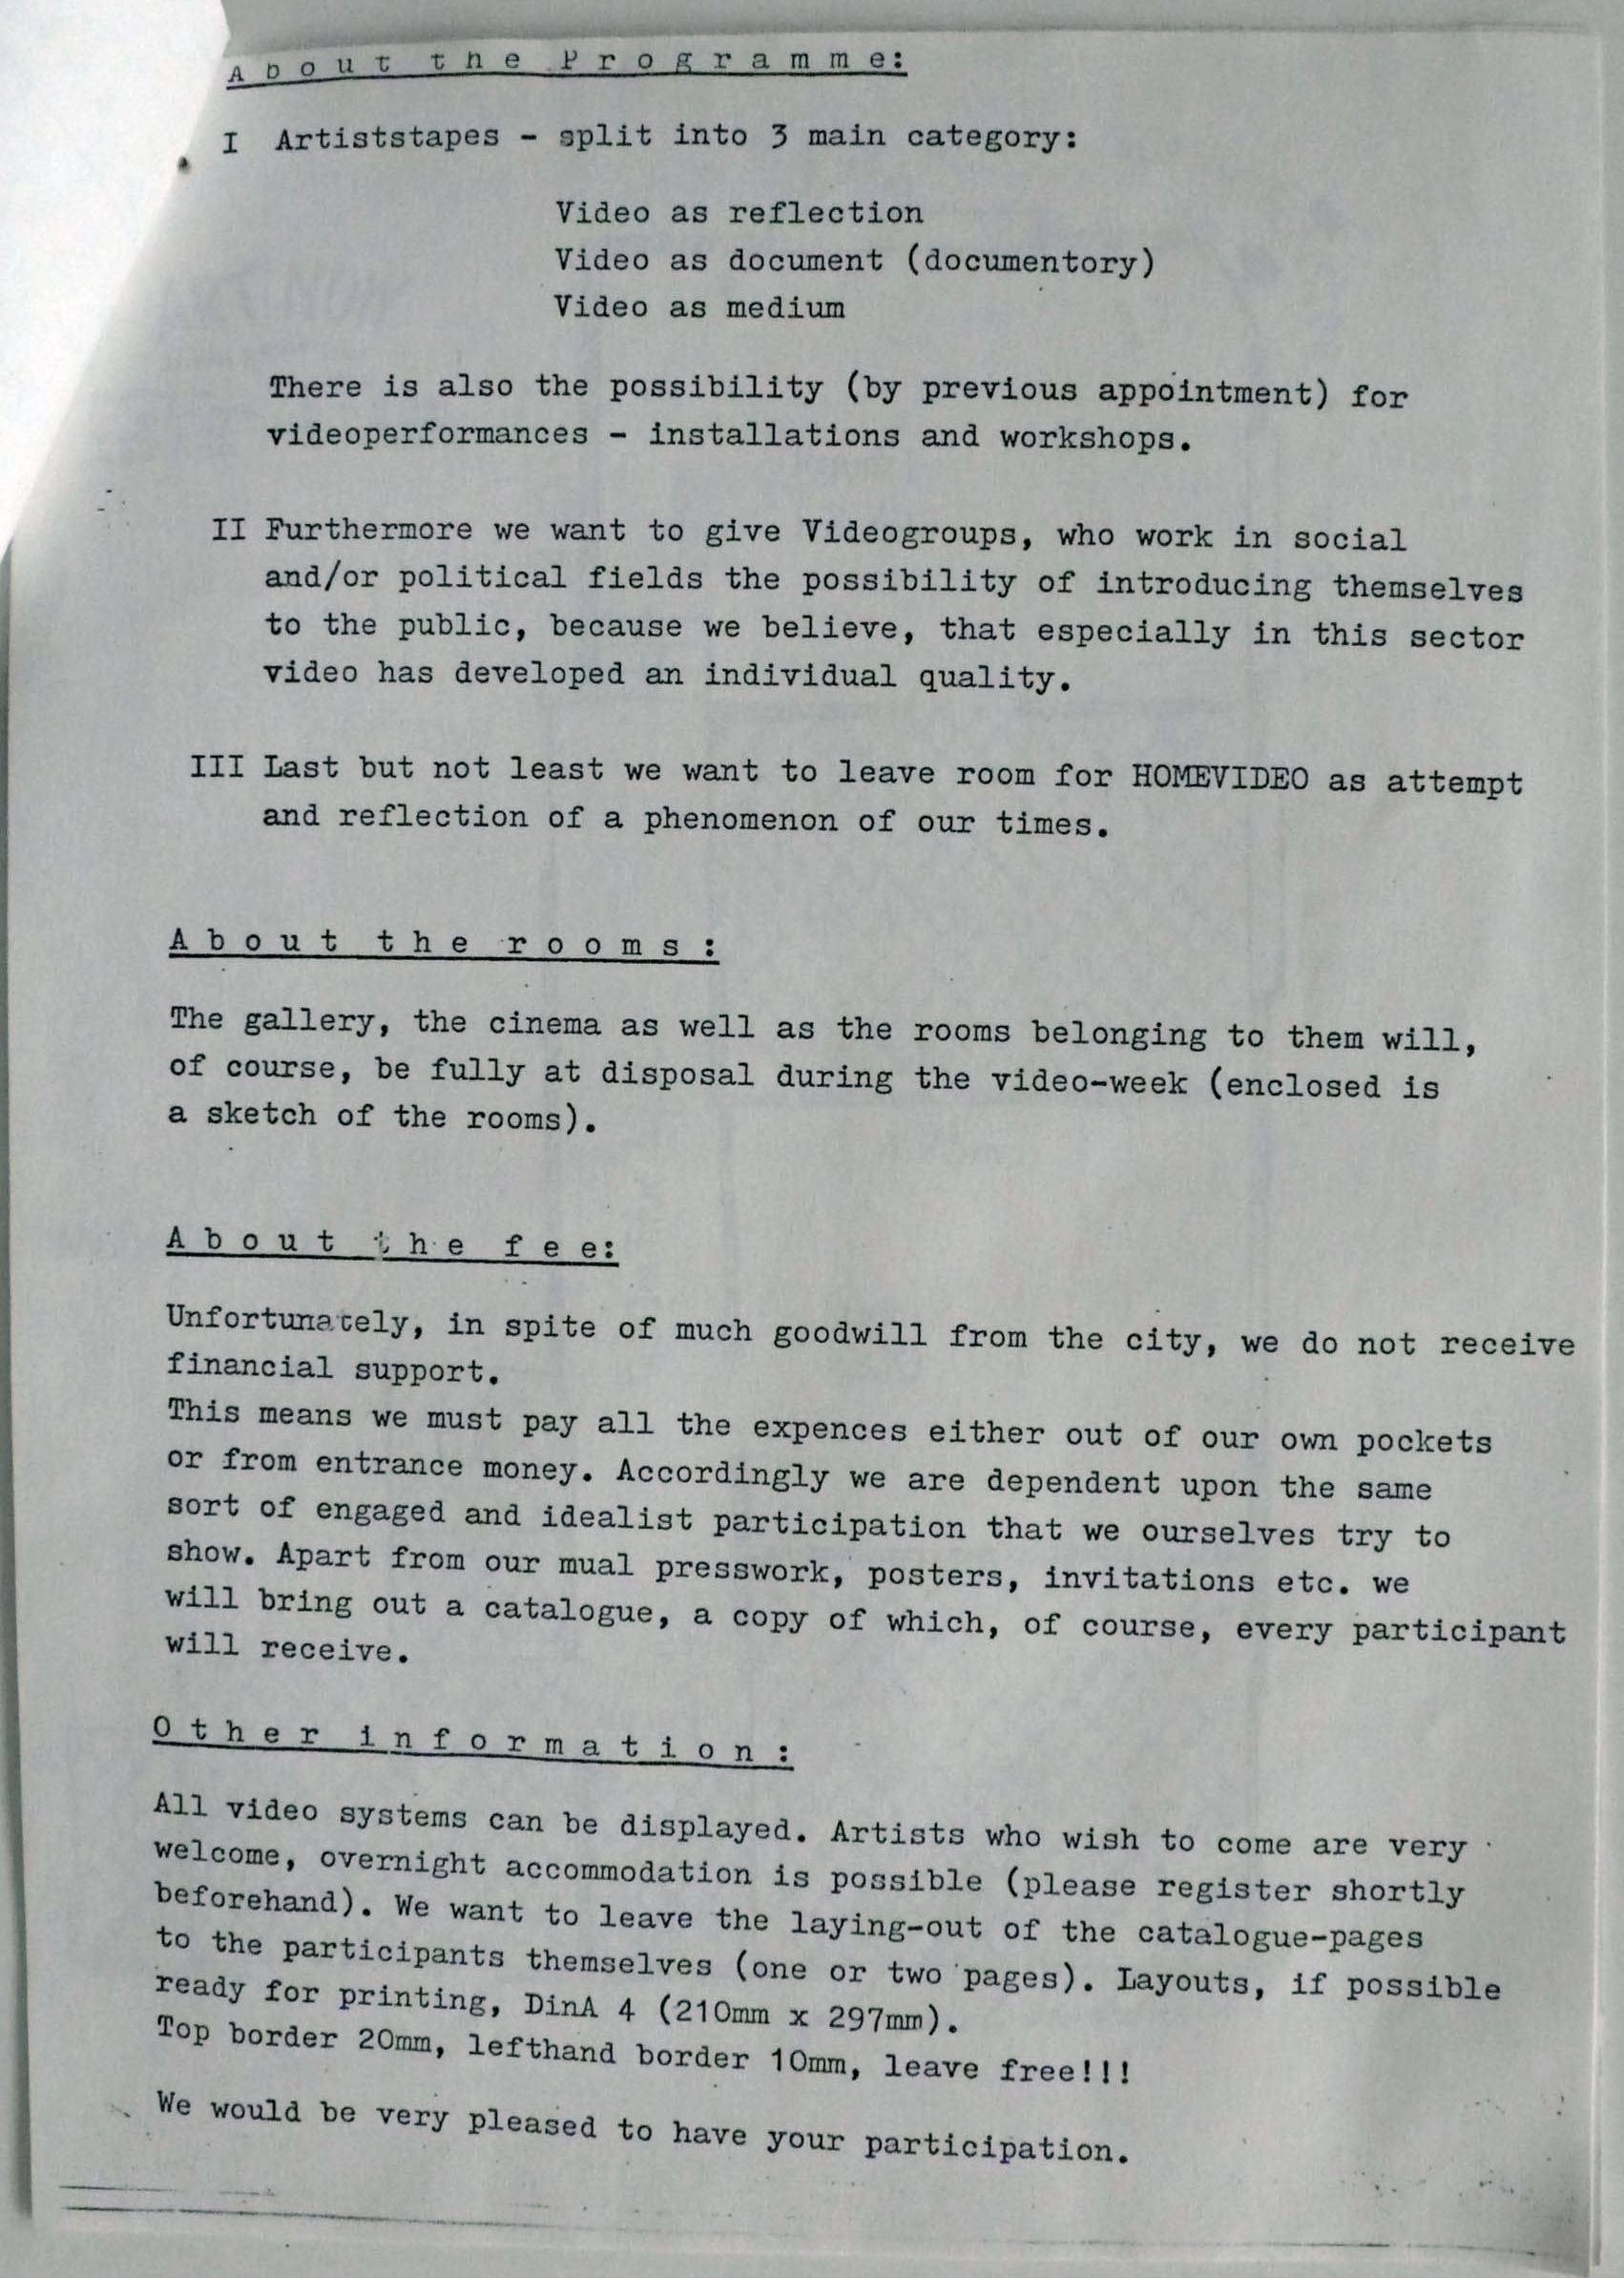 About the Programme:
I Artiststapes - split into 3 main category:
Video as reflection
Video as document (documentory)
Video as medium
There is also the possibility (by previous appointment) for
videoperformances - installations and workshops.
II Furthermore we want to give Videogroups, who work in social
and/or political fields the possibility of introducing themselves
to the public, because we believe, that especially in this sector
video has developed an individual quality.
III Last but not least we want to leave room for HOMEVIDEO as attempt
and reflection of a phenomenon of our times.
About the rooms:
The gallery, the cinema as well as the rooms belonging to them will,
of course, be fully at disposal during the video-week (enclosed is
a sketch of the rooms).
About the fee:
Unfortunately, in spite of much goodwill from the city, we do not receive
financial support.
This means we must pay all the expences either out of our own pockets
or from entrance money. Accordingly we are dependent upon the same
sort of engaged and idealist participation that we ourselves try to
show. Apart from our mual presswork, posters, invitations etc. we
will bring out a catalogue, a copy of which, of course, every participant
will receive.
Other information:
All video systems can be displayed. Artists who wish to come are very
welcome, overnight accommodation is possible (please register shortly
beforehand). We want to leave the laying-out of the catalogue-pages
to the participants themselves (one or two pages). Layouts, if possible
ready for printing, DinA 4 (210mm x 297mm).
Top border 20mm, lefthand border 10mm, leave free!!!
We would be very pleased to have your participation.